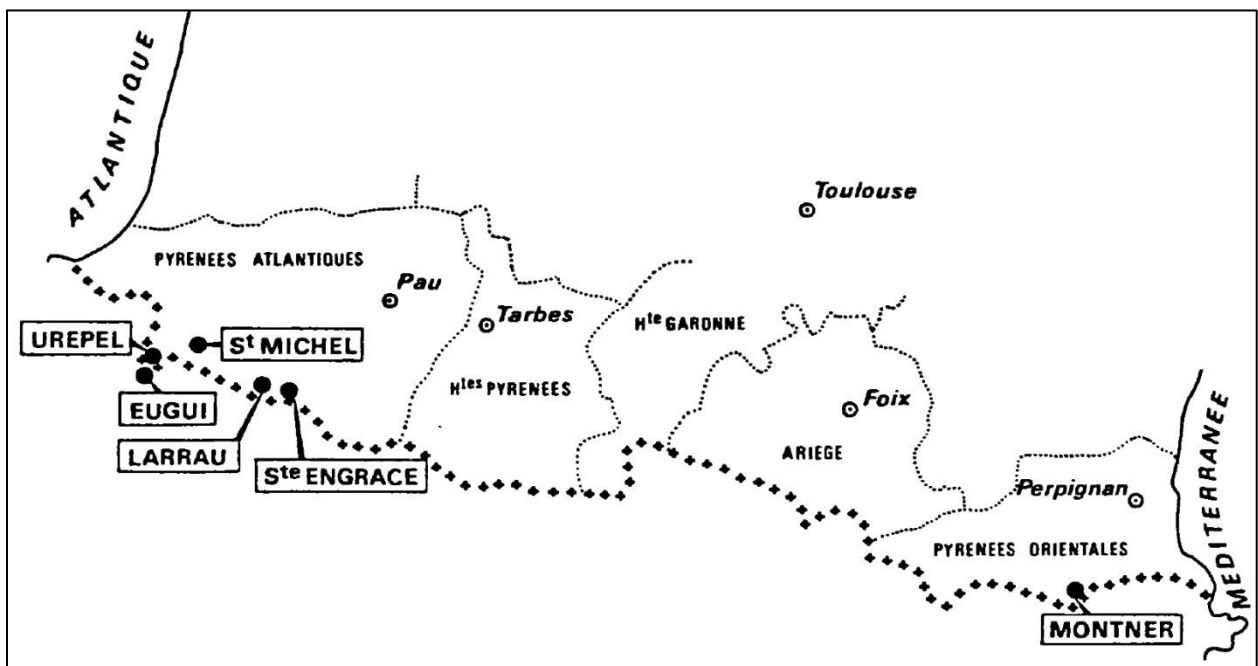 ATLANTIQUE
Toulouse
PYRENEES ATLANTIQUES
Pau
Tarbes
Hte GARONNE
UREPEL
St MICHEL
Htes PYRENEES
EUGUI
Foix
LARRAU
ARIEGE
Ste ENGRACE
Perpignan
PYRENEES ORIENTALES
MEDITERRANEE
MONTNER